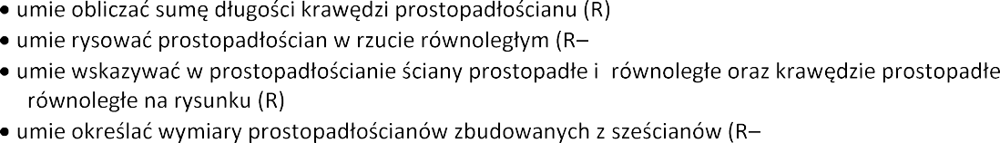 • umie obliczać sumę długości krawędzi prostopadłościanu (R)
• umie rysować prostopadłościan w rzucie równoległym (R–
• umie wskazywać w prostopadłościanie ściany prostopadłe i  równoległe oraz krawędzie prostopadłe
równoległe na rysunku (R)
• umie określać wymiary prostopadłościanów zbudowanych z sześcianów (R–